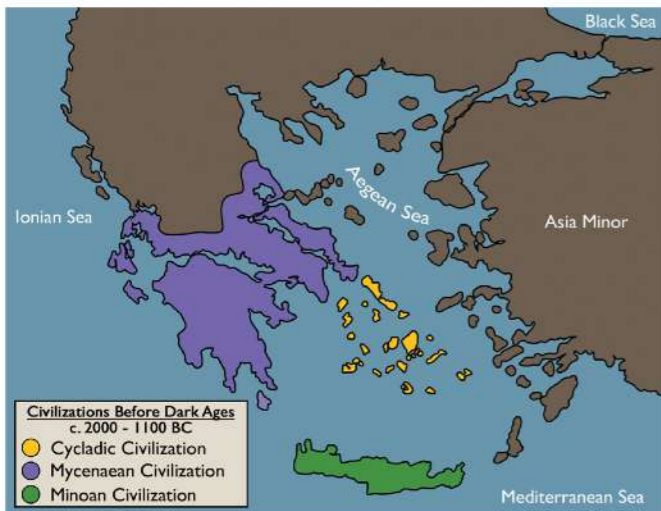 Black Sea
Aegean Sea
Ionian Sea
Asia Minor
Civilizations Before Dark Ages
c. 2000 - 1100 BC
Cycladic Civilization
Mycenaean Civilization
Minoan Civilization
Mediterranean Sea